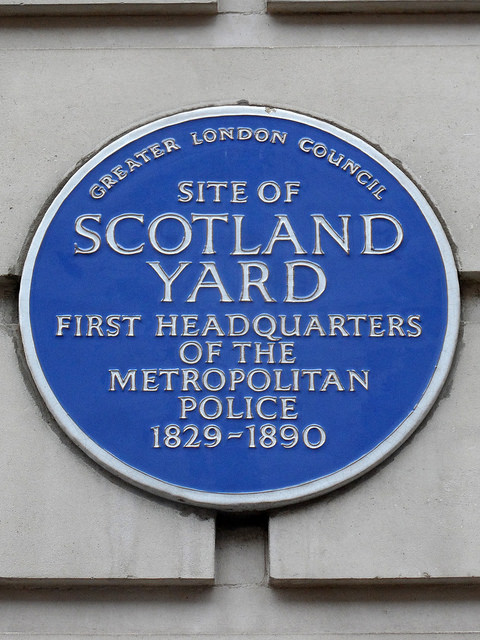 GREATER LONDON COUNCIL
SITE OF
SCOTLAND
YARD
FIRST HEADQUARTERS
OF THE
METROPOLITAN
POLICE
1829~1890